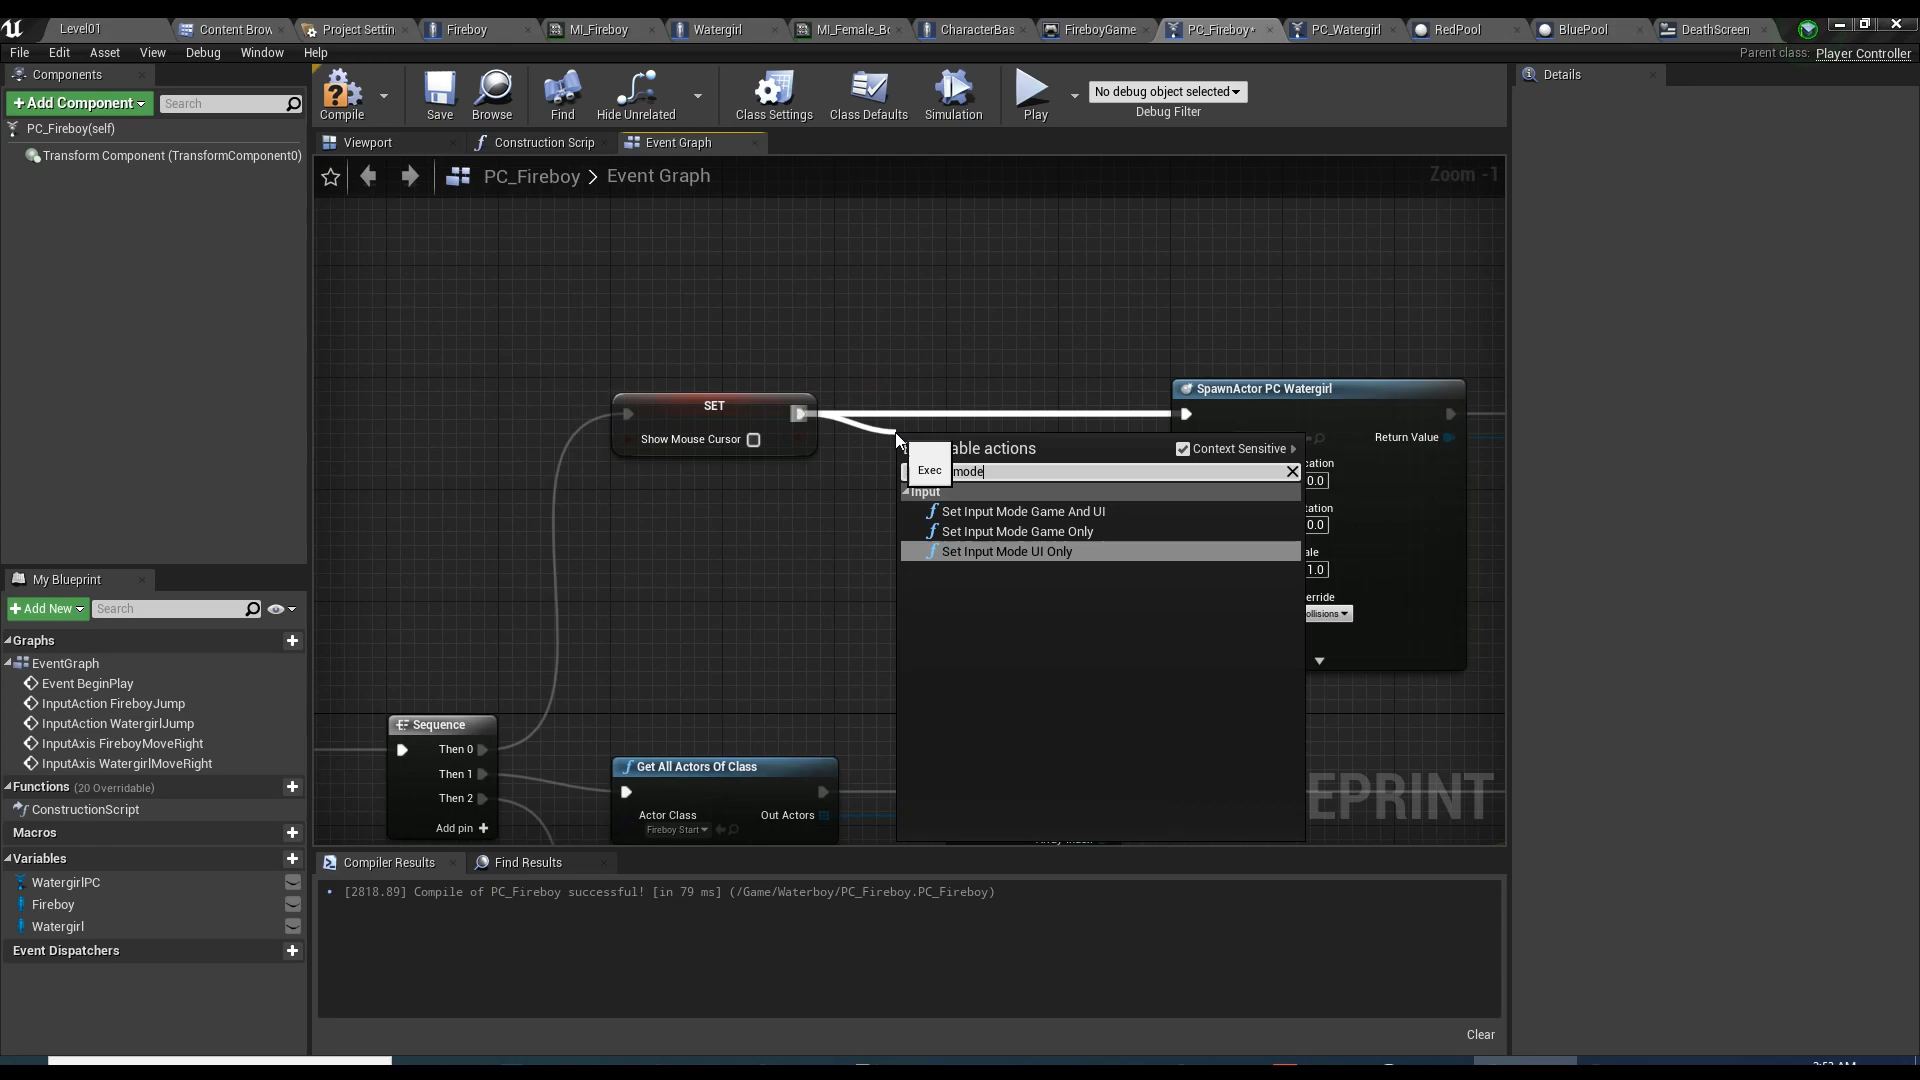 Level01
Content Brow
Project Settin
Fireboy
MI_Fireboy
Watergirl
MI_Female_Bo
CharacterBas
FireboyGame
PC_Fireboy*
PC_Watergirl
RedPool
BluePool
DeathScreen
File Edit Asset View Debug Window Help
Parent class: Player Controller
Components
Details
+Add Component
Search
PC_Fireboy(self)
Transform Component (TransformComponent0)
Compile
Save
Browse
Find
Hide Unrelated
Class Settings
Class Defaults
Simulation
Play
No debug object selected
Debug Filter
Viewport
Construction Scrip
Event Graph
PC_Fireboy > Event Graph
Zoom -1
SET
Show Mouse Cursor
SpawnActor PC Watergirl
Return Value
able actions
Context Sensitive
Exec
mode
Input
Set Input Mode Game And UI
Set Input Mode Game Only
Set Input Mode UI Only
cation
0.0
tation
0.0
ale
1.0
erride
ollisions
Sequence
Then 0
Then 1
Then 2
Add pin +
Get All Actors Of Class
Actor Class
Fireboy Start
Out Actors
EPRINT
My Blueprint
+Add New
Search
Graphs
EventGraph
Event BeginPlay
InputAction FireboyJump
InputAction WatergirlJump
InputAxis FireboyMoveRight
InputAxis WatergirlMoveRight
Functions (20 Overridable)
ConstructionScript
Macros
Variables
WatergirlPC
Fireboy
Watergirl
Event Dispatchers
Compiler Results
Find Results
[2818.89] Compile of PC_Fireboy successful! [in 79 ms] (/Game/Waterboy/PC_Fireboy.PC_Fireboy)
Clear